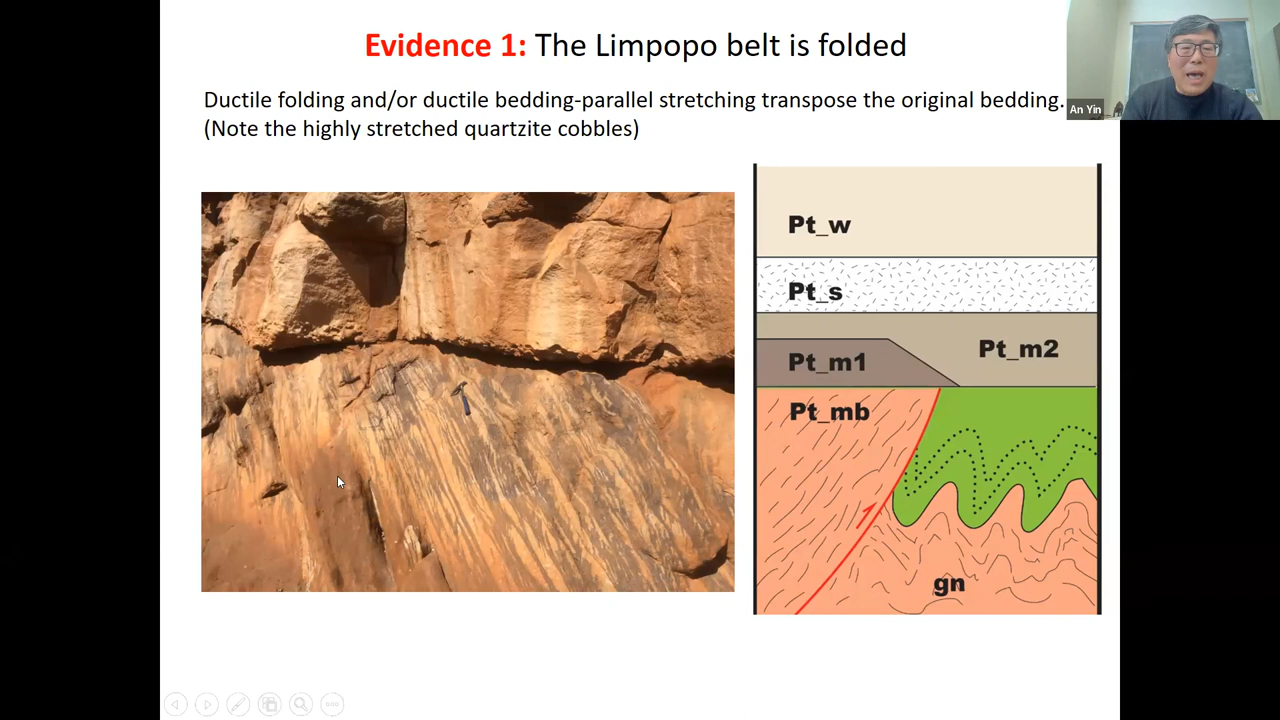 Evidence 1: The Limpopo belt is folded
An Yin
Ductile folding and/or ductile bedding-parallel stretching transpose the original bedding.
(Note the highly stretched quartzite cobbles)
Pt_w
Pt_s
Pt_m2
Pt_m1
Pt_mb
gn